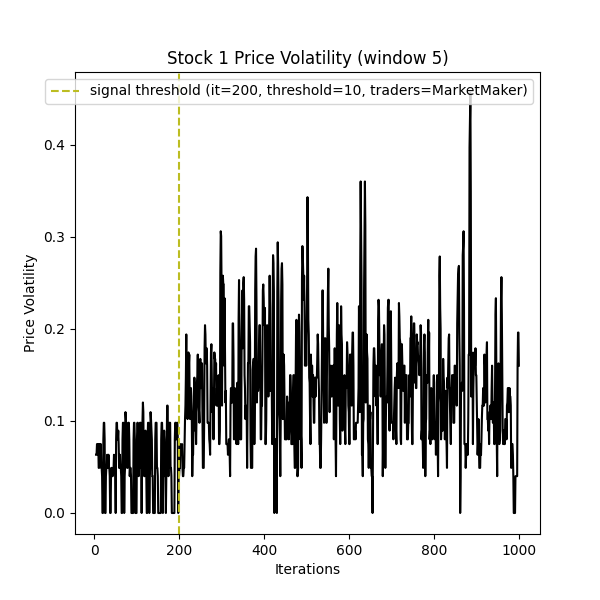 Stock 1 Price Volatility (window 5)
signal threshold (it=200, threshold=10, traders=MarketMaker)
0.4
0.3
0.2
0.1
0.0
Price Volatility
0 200 400 600 800 1000
Iterations